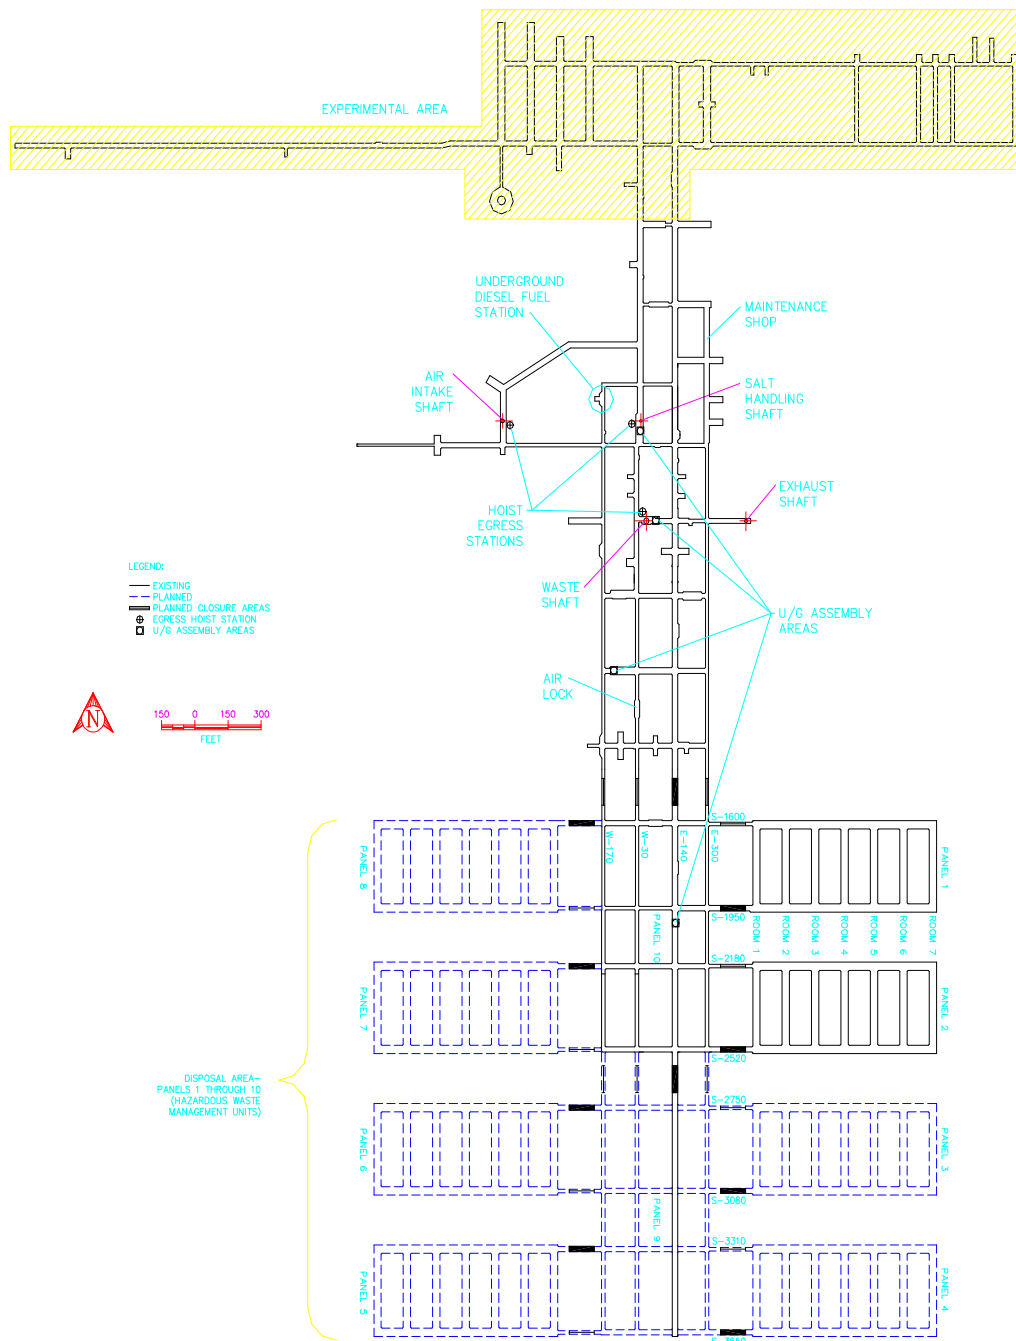 EXPERIMENTAL AREA
UNDERGROUND
DIESEL FUEL
STATION
MAINTENANCE
SHOP
AIR
INTAKE
SHAFT
SALT
HANDLING
SHAFT
EXHAUST
SHAFT
HOIST
EGRESS
STATIONS
WASTE
SHAFT
U/G ASSEMBLY
AREAS
AIR
LOCK
LEGEND:
EXISTING
PLANNED
PLANNED CLOSURE AREAS
EGRESS HOIST STATION
U/G ASSEMBLY AREAS
N
150 0 150 300
FEET
S-1600
W-170
W-30
E-140
E-300
PANEL 8
PANEL 1
S-1950
PANEL 10
ROOM 1
ROOM 2
ROOM 3
ROOM 4
ROOM 5
ROOM 6
ROOM 7
S-2180
PANEL 7
PANEL 2
S-2520
DISPOSAL AREA-
PANELS 1 THROUGH 10
(HAZARDOUS WASTE
MANAGEMENT UNITS)
S-2750
PANEL 6
PANEL 3
S-3080
PANEL 9
S-3310
PANEL 5
PANEL 4